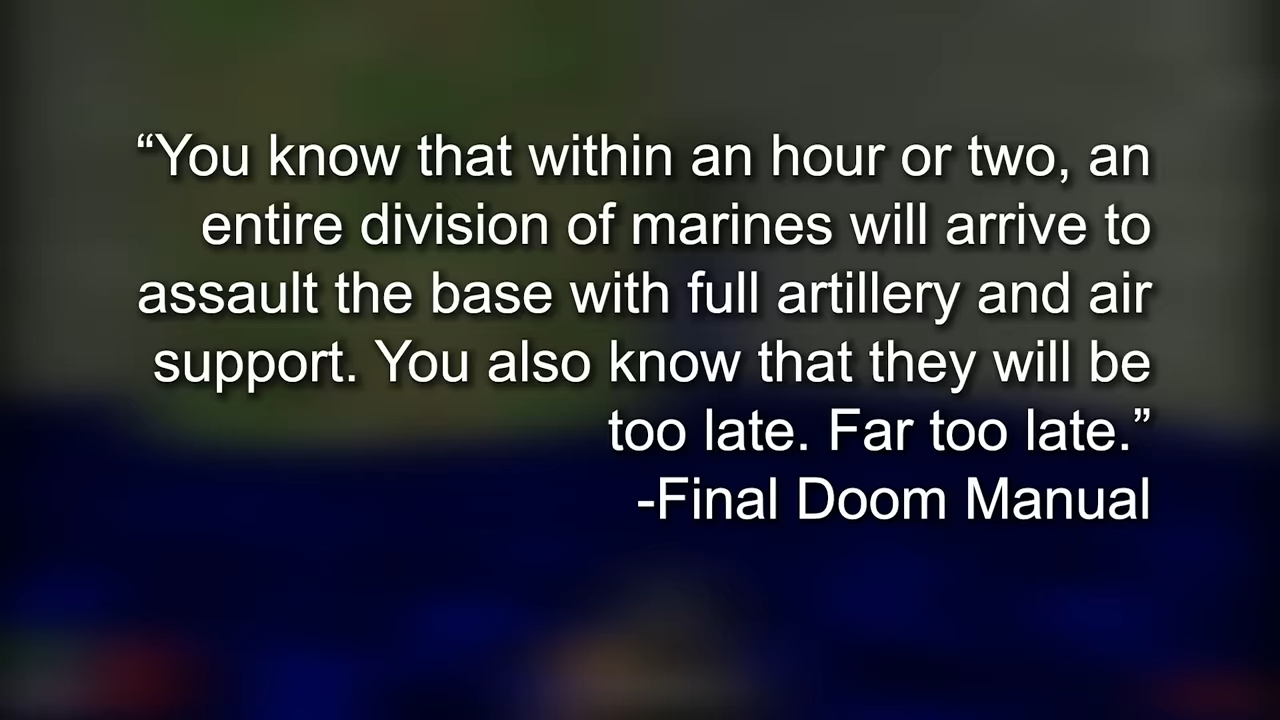 “You know that within an hour or two, an
entire division of marines will arrive to
assault the base with full artillery and air
support. You also know that they will be
too late. Far too late.”
-Final Doom Manual